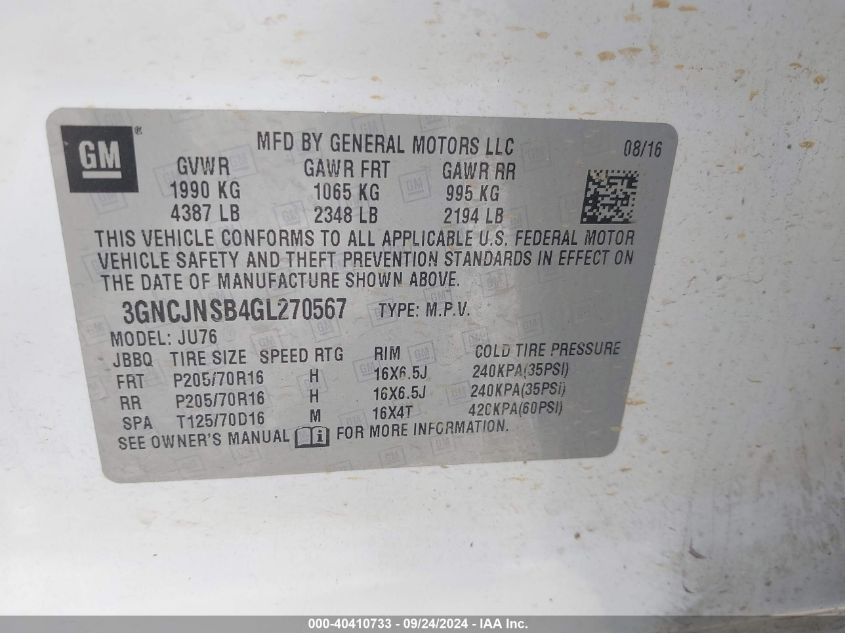 GM ® MFD BY GENERAL MOTORS LLC 08/16
GVWR GAWR FRT GAWR RR
1990 KG 1065 KG 995 KG
4387 LB 2348 LB 2194 LB
THIS VEHICLE CONFORMS TO ALL APPLICABLE U.S. FEDERAL MOTOR
VEHICLE SAFETY AND THEFT PREVENTION STANDARDS IN EFFECT ON
THE DATE OF MANUFACTURE SHOWN ABOVE.
3GNCJNSB4GL270567 TYPE: M.P.V.
MODEL: JU76
JBBQ TIRE SIZE SPEED RTG RIM COLD TIRE PRESSURE
FRT P205/70R16 H 16X6.5J 240KPA(35PSI)
RR P205/70R16 H 16X6.5J 240KPA(35PSI)
SPA T125/70D16 M 16X4T 420KPA(60PSI)
SEE OWNER'S MANUAL FOR MORE INFORMATION.
000-40410733 - 09/24/2024 - IAA Inc.